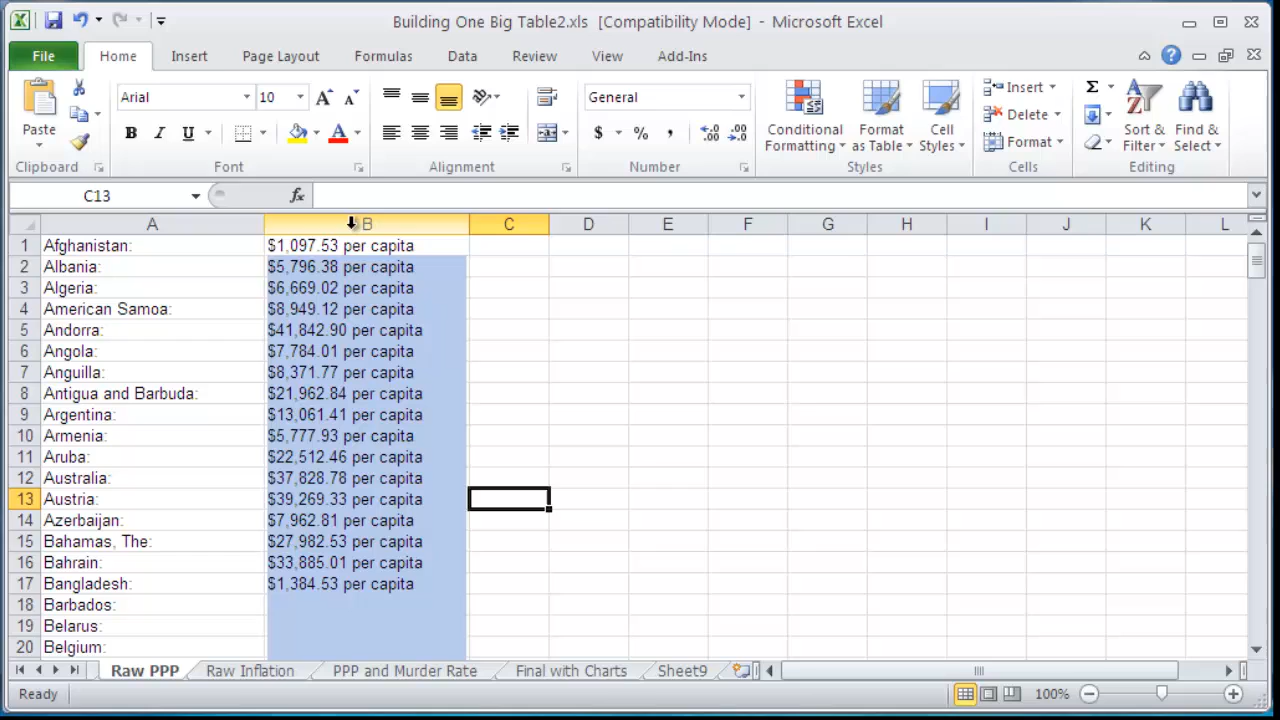 Building One Big Table2.xls [Compatibility Mode] - Microsoft Excel
File Home Insert Page Layout Formulas Data Review View Add-Ins
Paste
Clipboard
Arial 10
B I U A
Font
Alignment
General
$ % ,
Number
Conditional Formatting
Format as Table
Cell Styles
Styles
Insert
Delete
Format
Cells
Σ
Sort & Filter
Find & Select
Editing
C13 fx
A B C D E F G H I J K L
1 Afghanistan: $1,097.53 per capita
2 Albania: $5,796.38 per capita
3 Algeria: $6,669.02 per capita
4 American Samoa: $8,949.12 per capita
5 Andorra: $41,842.90 per capita
6 Angola: $7,784.01 per capita
7 Anguilla: $8,371.77 per capita
8 Antigua and Barbuda: $21,962.84 per capita
9 Argentina: $13,061.41 per capita
10 Armenia: $5,777.93 per capita
11 Aruba: $22,512.46 per capita
12 Australia: $37,828.78 per capita
13 Austria: $39,269.33 per capita
14 Azerbaijan: $7,962.81 per capita
15 Bahamas, The: $27,982.53 per capita
16 Bahrain: $33,885.01 per capita
17 Bangladesh: $1,384.53 per capita
18 Barbados:
19 Belarus:
20 Belgium:
Raw PPP Raw Inflation PPP and Murder Rate Final with Charts Sheet9
Ready 100%